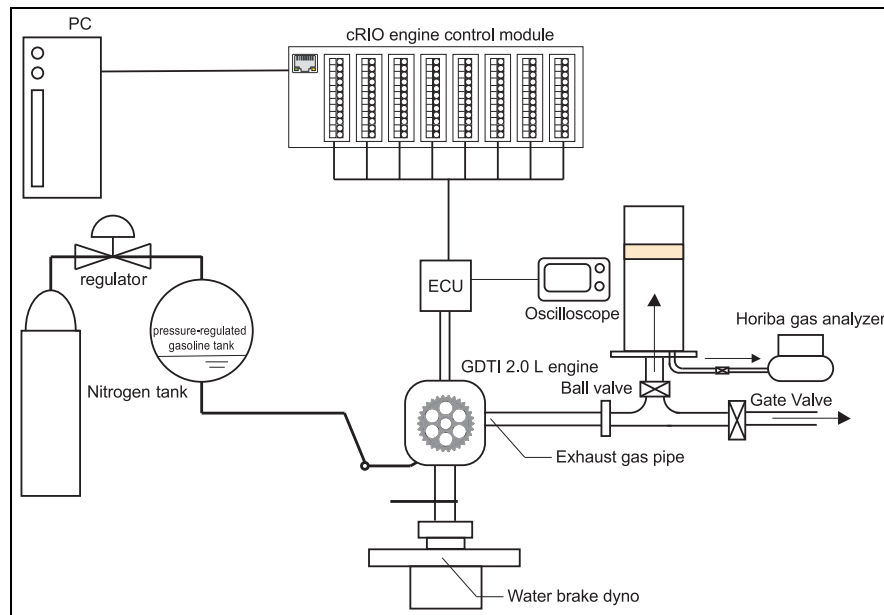 PC
cRIO engine control module
regulator
pressure-regulated
gasoline tank
Nitrogen tank
ECU
Oscilloscope
Horiba gas analyzer
GDTI 2.0 L engine
Ball valve
Gate Valve
Exhaust gas pipe
Water brake dyno